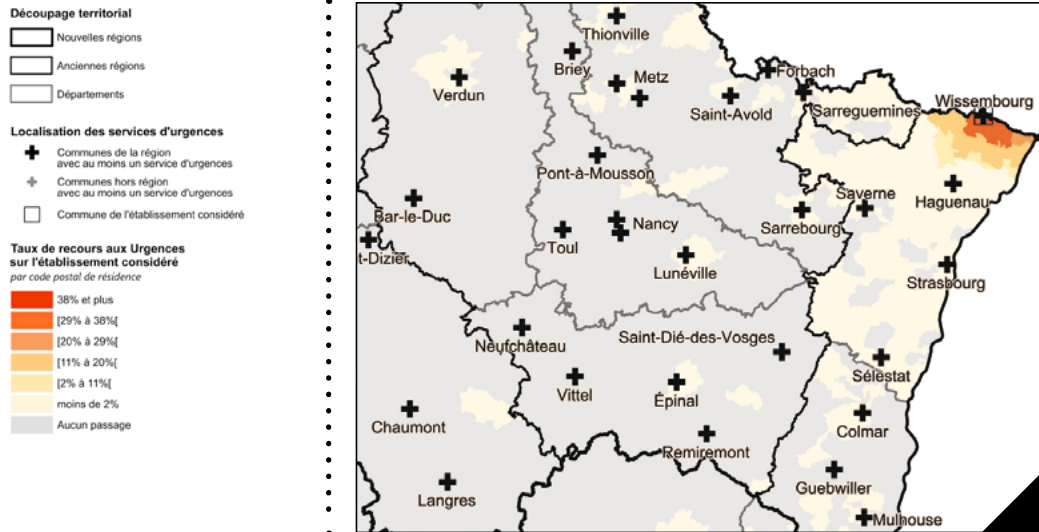 Découpage territorial
Nouvelles régions
Anciennes régions
Départements
Localisation des services d'urgences
Communes de la région
avec au moins un service d'urgences
Communes hors région
avec au moins un service d'urgences
Commune de l'établissement considéré
Taux de recours aux Urgences
sur l'établissement considéré
par code postal de résidence
38% et plus
[29% à 38%[
[20% à 29%[
[11% à 20%[
[2% à 11%[
moins de 2%
Aucun passage
Thionville
Briey
Metz
Forbach
Verdun
Saint-Avold
Sarreguemines
Wissembourg
Pont-à-Mousson
Bar-le-Duc
Saverne
Haguenau
t-Dizier
Toul
Nancy
Sarrebourg
Lunéville
Strasbourg
Neufchâteau
Saint-Dié-des-Vosges
Vittel
Épinal
Sélestat
Chaumont
Colmar
Remiremont
Langres
Guebwiller
Mulhouse